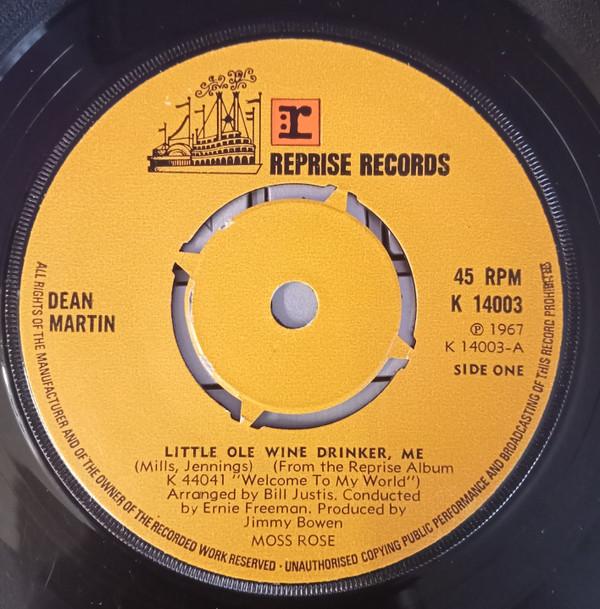 r
REPRISE RECORDS
DEAN
MARTIN
45 RPM
K 14003
℗ 1967
K 14003-A
SIDE ONE
LITTLE OLE WINE DRINKER, ME
(Mills, Jennings) (From the Reprise Album
K 44041 "Welcome To My World")
Arranged by Bill Justis. Conducted
by Ernie Freeman. Produced by
Jimmy Bowen
MOSS ROSE
ALL RIGHTS OF THE MANUFACTURER AND OF THE OWNER OF THE RECORDED WORK RESERVED · UNAUTHORISED COPYING PUBLIC PERFORMANCE AND BROADCASTING OF THIS RECORD PROHIBITED